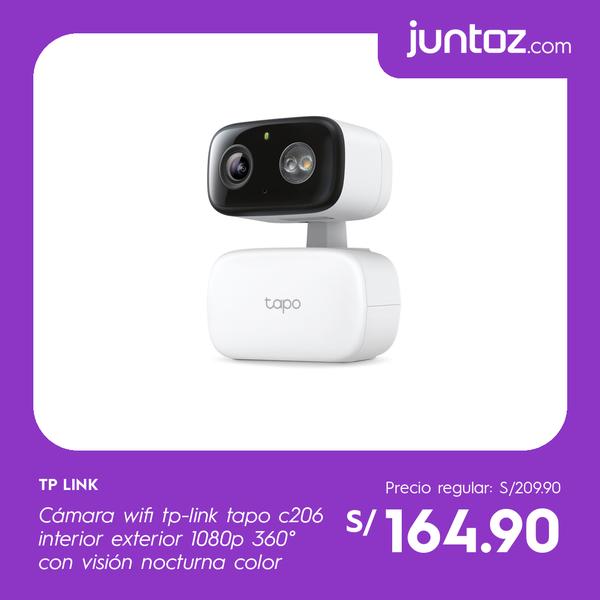 juntoz.com
tapo
TP LINK
Cámara wifi tp-link tapo c206
interior exterior 1080p 360°
con visión nocturna color
Precio regular: S/209.90
S/164.90